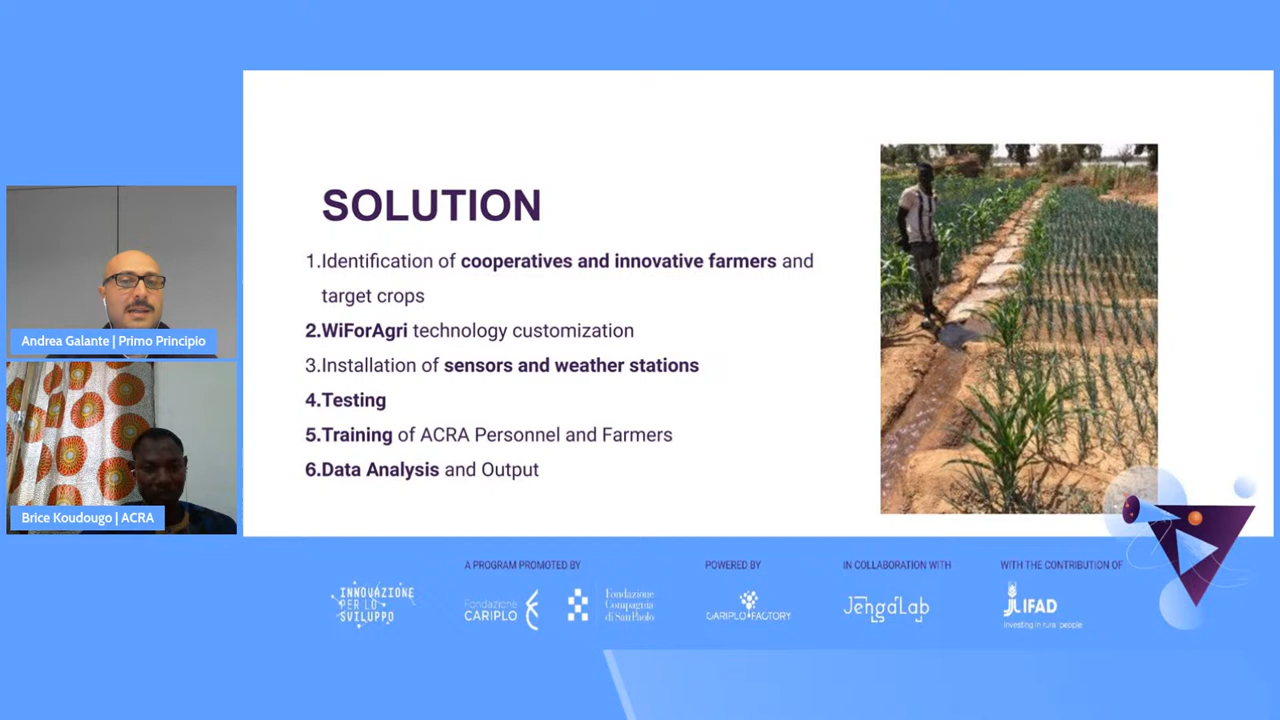 SOLUTION
1.Identification of cooperatives and innovative farmers and
target crops
2.WiForAgri technology customization
3.Installation of sensors and weather stations
4.Testing
5.Training of ACRA Personnel and Farmers
6.Data Analysis and Output
Andrea Galante | Primo Principio
Brice Koudougo | ACRA
A PROGRAM PROMOTED BY
POWERED BY
IN COLLABORATION WITH
WITH THE CONTRIBUTION OF
INNOVAZIONE
PER LO
SVILUPPO
Fondazione
CARIPLO
Fondazione
Compagnia
di San Paolo
CARIPLO FACTORY
JengaLab
IFAD
Investing in rural people